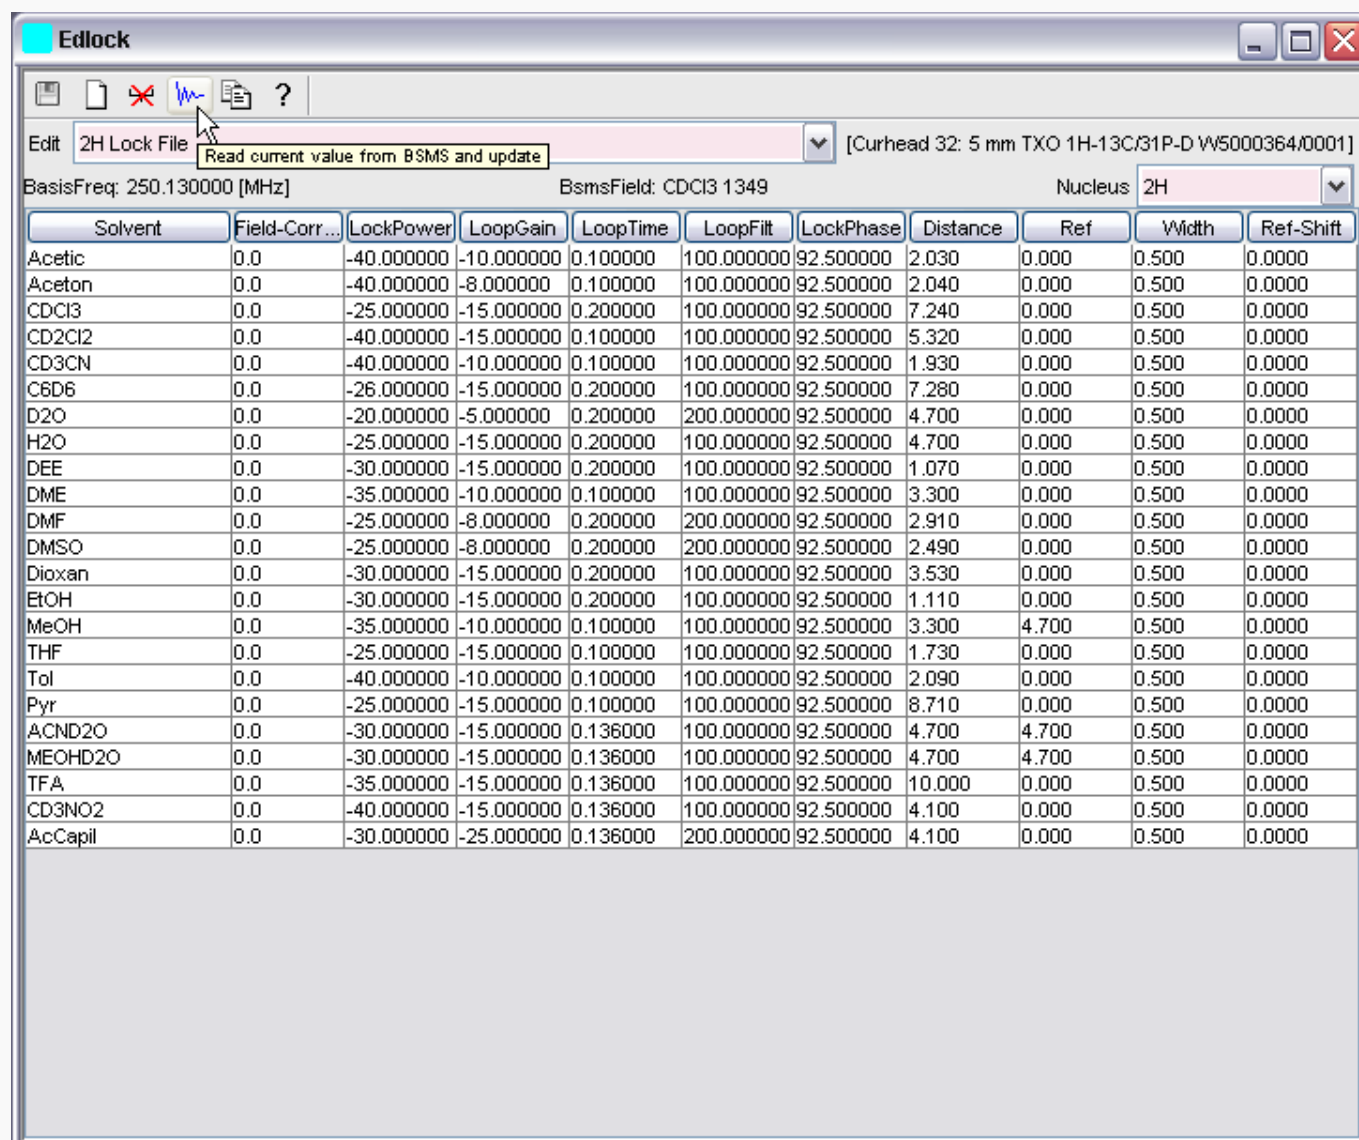 Edlock
?
Edit 2H Lock File [Curhead 32: 5 mm TXO 1H-13C/31P-D W5000364/0001]
Read current value from BSMS and update
BasisFreq: 250.130000 [MHz] BsmsField: CDCl3 1349 Nucleus 2H
Solvent Field-Corr... LockPower LoopGain LoopTime LoopFilt LockPhase Distance Ref Width Ref-Shift
Acetic 0.0 -40.000000 -10.000000 0.100000 100.000000 92.500000 2.030 0.000 0.500 0.0000
Aceton 0.0 -40.000000 -8.000000 0.100000 100.000000 92.500000 2.040 0.000 0.500 0.0000
CDCl3 0.0 -25.000000 -15.000000 0.200000 100.000000 92.500000 7.240 0.000 0.500 0.0000
CD2Cl2 0.0 -40.000000 -15.000000 0.100000 100.000000 92.500000 5.320 0.000 0.500 0.0000
CD3CN 0.0 -40.000000 -10.000000 0.100000 100.000000 92.500000 1.930 0.000 0.500 0.0000
C6D6 0.0 -26.000000 -15.000000 0.200000 100.000000 92.500000 7.280 0.000 0.500 0.0000
D2O 0.0 -20.000000 -5.000000 0.200000 200.000000 92.500000 4.700 0.000 0.500 0.0000
H2O 0.0 -25.000000 -15.000000 0.200000 100.000000 92.500000 4.700 0.000 0.500 0.0000
DEE 0.0 -30.000000 -15.000000 0.200000 100.000000 92.500000 1.070 0.000 0.500 0.0000
DME 0.0 -35.000000 -10.000000 0.100000 100.000000 92.500000 3.300 0.000 0.500 0.0000
DMF 0.0 -25.000000 -8.000000 0.200000 200.000000 92.500000 2.910 0.000 0.500 0.0000
DMSO 0.0 -25.000000 -8.000000 0.200000 200.000000 92.500000 2.490 0.000 0.500 0.0000
Dioxan 0.0 -30.000000 -15.000000 0.200000 100.000000 92.500000 3.530 0.000 0.500 0.0000
EtOH 0.0 -30.000000 -15.000000 0.200000 100.000000 92.500000 1.110 0.000 0.500 0.0000
MeOH 0.0 -35.000000 -10.000000 0.100000 100.000000 92.500000 3.300 4.700 0.500 0.0000
THF 0.0 -25.000000 -15.000000 0.100000 100.000000 92.500000 1.730 0.000 0.500 0.0000
Tol 0.0 -40.000000 -10.000000 0.100000 100.000000 92.500000 2.090 0.000 0.500 0.0000
Pyr 0.0 -25.000000 -15.000000 0.100000 100.000000 92.500000 8.710 0.000 0.500 0.0000
ACND2O 0.0 -30.000000 -15.000000 0.136000 100.000000 92.500000 4.700 4.700 0.500 0.0000
MEOHD2O 0.0 -30.000000 -15.000000 0.136000 100.000000 92.500000 4.700 4.700 0.500 0.0000
TFA 0.0 -35.000000 -15.000000 0.136000 100.000000 92.500000 10.000 0.000 0.500 0.0000
CD3NO2 0.0 -40.000000 -15.000000 0.136000 100.000000 92.500000 4.100 0.000 0.500 0.0000
AcCapil 0.0 -30.000000 -25.000000 0.136000 200.000000 92.500000 4.100 0.000 0.500 0.0000